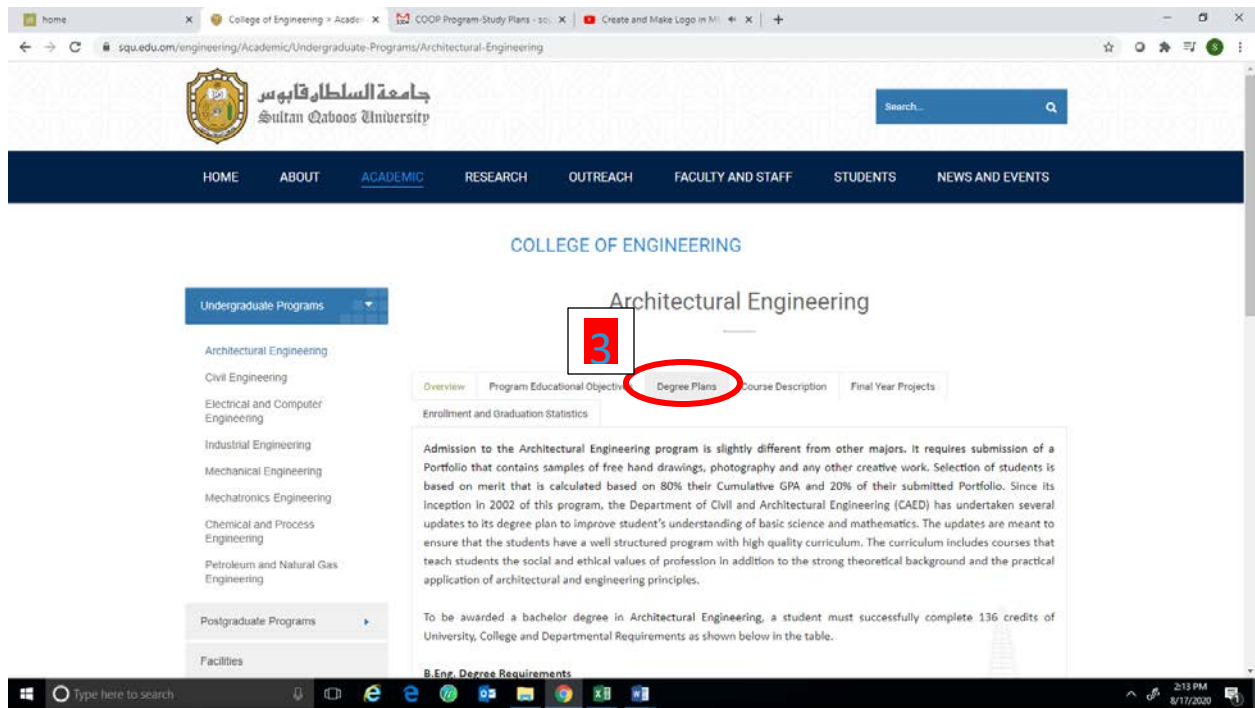 home
College of Engineering > Acader
COOP Program-Study Plans - so
Create and Make Logo in Mi
squ.edu.om/engineering/Academic/Undergraduate-Programs/Architectural-Engineering
S
جامعة السلطان قابوس
Sultan Qaboos University
Search...
HOME ABOUT ACADEMIC RESEARCH OUTREACH FACULTY AND STAFF STUDENTS NEWS AND EVENTS
COLLEGE OF ENGINEERING
Undergraduate Programs
Architectural Engineering
Civil Engineering
Electrical and Computer
Engineering
Industrial Engineering
Mechanical Engineering
Mechatronics Engineering
Chemical and Process
Engineering
Petroleum and Natural Gas
Engineering
Postgraduate Programs
Facilities
Architectural Engineering
3
Overview Program Educational Objectives Degree Plans Course Description Final Year Projects
Enrollment and Graduation Statistics
Admission to the Architectural Engineering program is slightly different from other majors. It requires submission of a
Portfolio that contains samples of free hand drawings, photography and any other creative work. Selection of students is
based on merit that is calculated based on 80% their Cumulative GPA and 20% of their submitted Portfolio. Since its
inception in 2002 of this program, the Department of Civil and Architectural Engineering (CAED) has undertaken several
updates to its degree plan to improve student's understanding of basic science and mathematics. The updates are meant to
ensure that the students have a well structured program with high quality curriculum. The curriculum includes courses that
teach students the social and ethical values of profession in addition to the strong theoretical background and the practical
application of architectural and engineering principles.
To be awarded a bachelor degree in Architectural Engineering, a student must successfully complete 136 credits of
University, College and Departmental Requirements as shown below in the table.
B.Eng. Degree Requirements
Type here to search
2:13 PM
8/17/2020